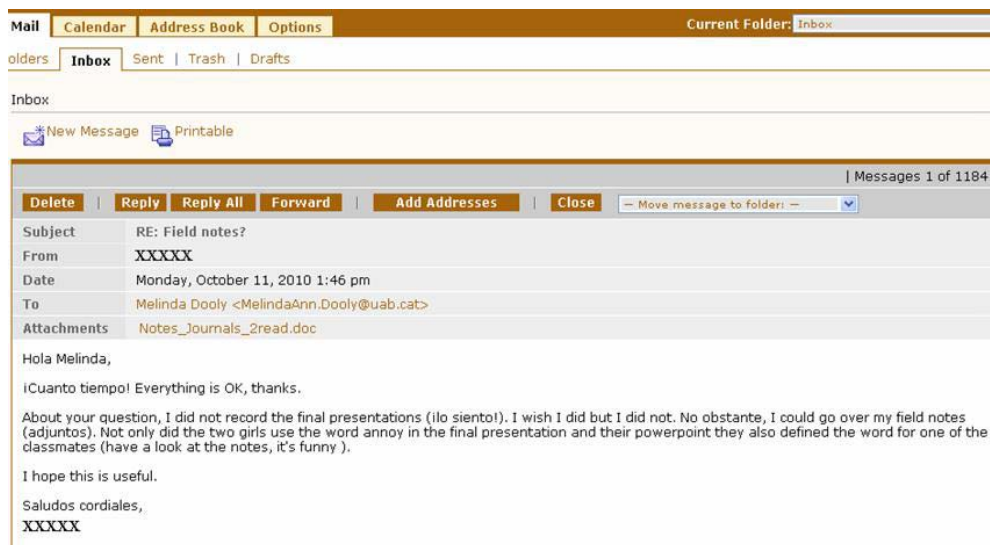 Mail Calendar Address Book Options Current Folder: Inbox
olders Inbox Sent | Trash | Drafts
Inbox
New Message Printable
| Messages 1 of 1184
Delete | Reply Reply All Forward | Add Addresses | Close — Move message to folder: —
Subject RE: Field notes?
From XXXXX
Date Monday, October 11, 2010 1:46 pm
To Melinda Dooly <MelindaAnn.Dooly@uab.cat>
Attachments Notes_Journals_2read.doc
Hola Melinda,
¡Cuanto tiempo! Everything is OK, thanks.
About your question, I did not record the final presentations (¡lo siento!). I wish I did but I did not. No obstante, I could go over my field notes
(adjuntos). Not only did the two girls use the word annoy in the final presentation and their powerpoint they also defined the word for one of the
classmates (have a look at the notes, it's funny ).
I hope this is useful.
Saludos cordiales,
XXXXX